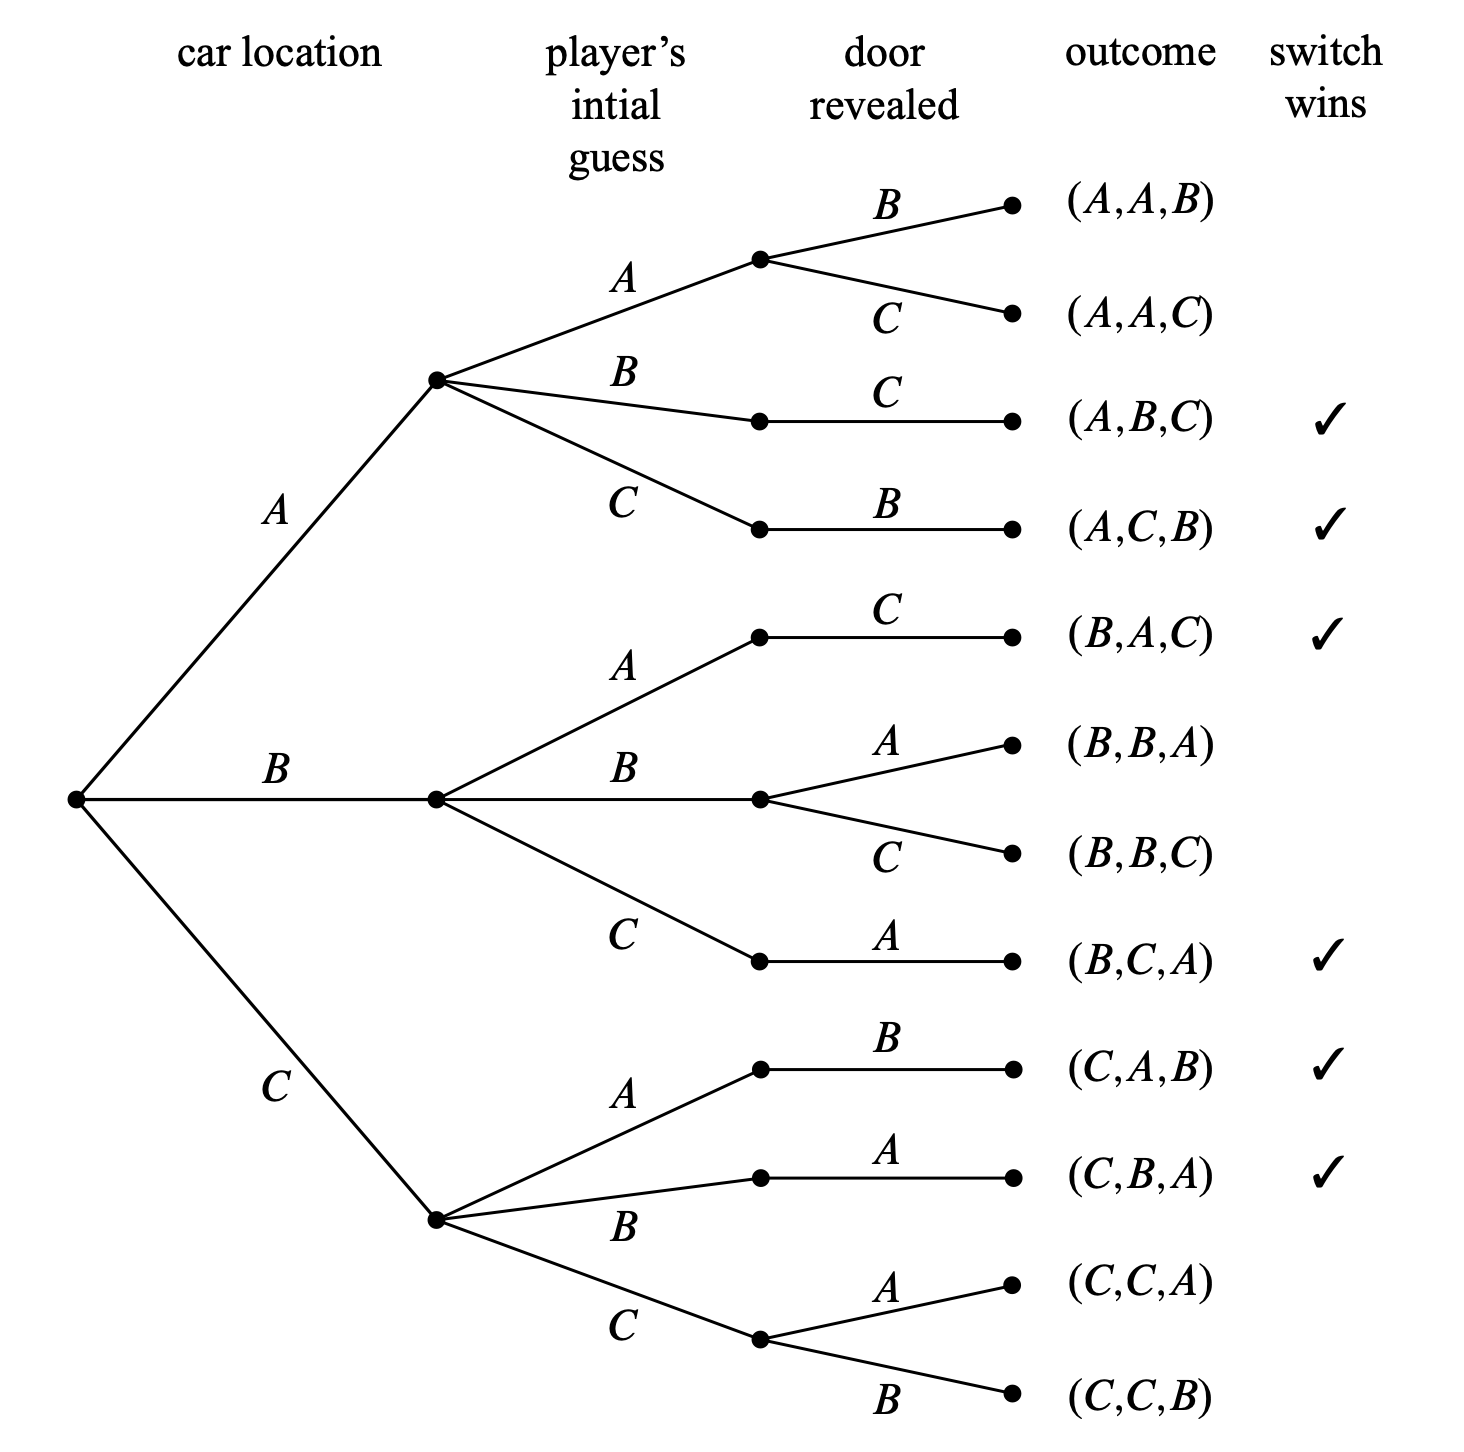 car location player's door outcome switch
intial revealed wins
guess
B (A,A,B)
A
C (A,A,C)
B C (A,B,C) ✓
A C B (A,C,B) ✓
C (B,A,C) ✓
A
A (B,B,A)
B B
C (B,B,C)
C A (B,C,A) ✓
B (C,A,B) ✓
C A
A (C,B,A) ✓
B
A (C,C,A)
C
B (C,C,B)